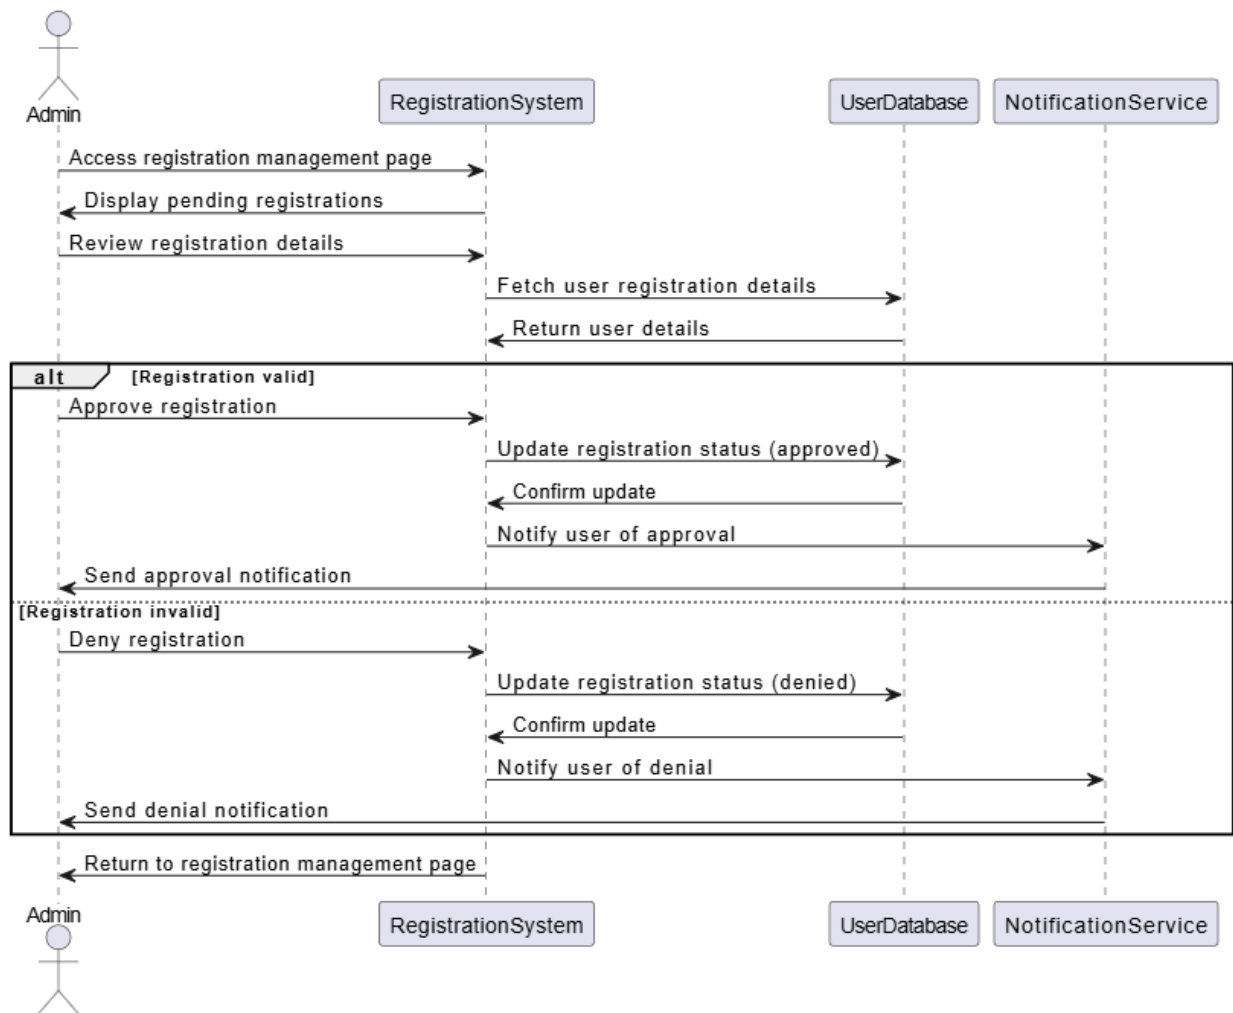 Admin
RegistrationSystem
UserDatabase
NotificationService
Access registration management page
Display pending registrations
Review registration details
Fetch user registration details
Return user details
alt [Registration valid]
Approve registration
Update registration status (approved)
Confirm update
Notify user of approval
Send approval notification
[Registration invalid]
Deny registration
Update registration status (denied)
Confirm update
Notify user of denial
Send denial notification
Return to registration management page
Admin
RegistrationSystem
UserDatabase
NotificationService